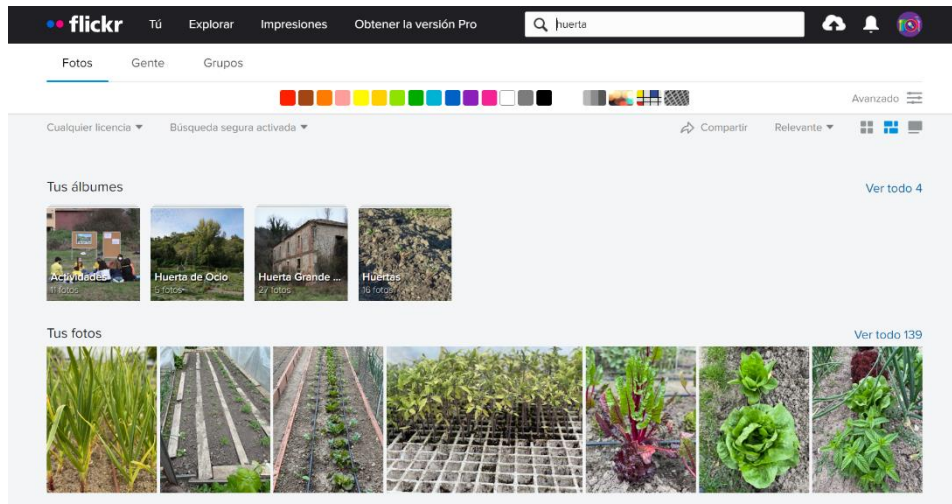 flickr Tú Explorar Impresiones Obtener la versión Pro huerta
Fotos Gente Grupos
Avanzado
Cualquier licencia Búsqueda segura activada Compartir Relevante
Tus álbumes Ver todo 4
Actividades
11 fotos
Huerta de Ocio
5 fotos
Huerta Grande ...
27 fotos
Huertas
16 fotos
Tus fotos Ver todo 139